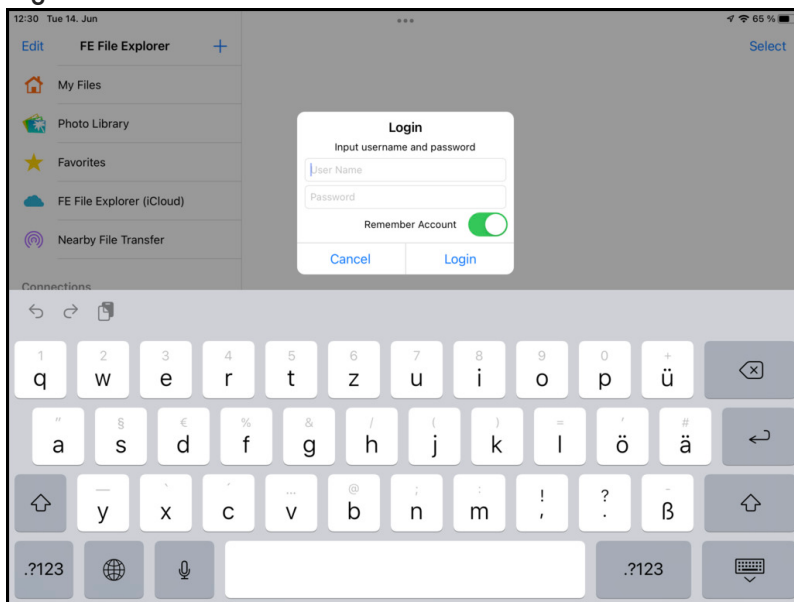 12:30 Tue 14. Jun
65 %
Edit FE File Explorer + Select
My Files
Photo Library
Favorites
FE File Explorer (iCloud)
Nearby File Transfer
Connections
Login
Input username and password
User Name
Password
Remember Account
Cancel Login
1 2 3 4 5 6 7 8 9 0 +
q w e r t z u i o p ü
" § € % & / ( ) = ' #
a s d f g h j k l ö ä
— ` ´ ... @ ; : ! ? -
y x c v b n m , . ß
.?123 .?123